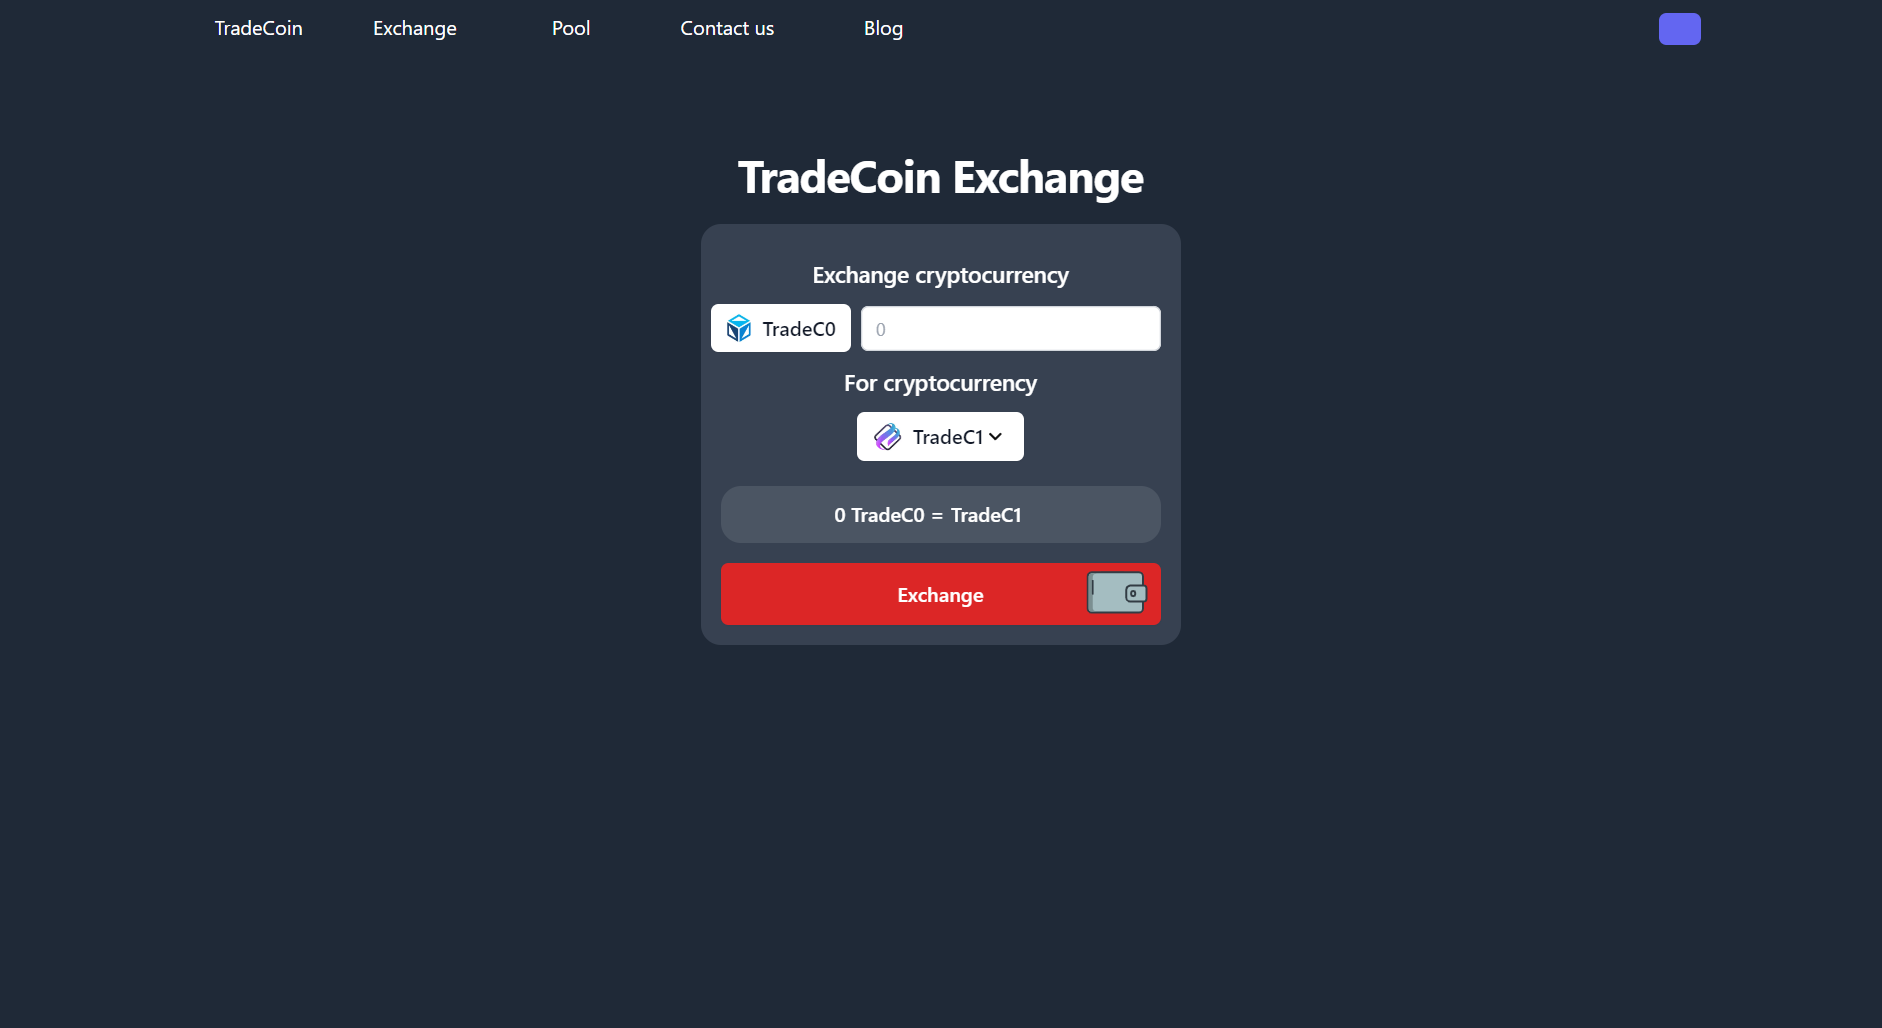 TradeCoin Exchange Pool Contact us Blog
TradeCoin Exchange
Exchange cryptocurrency
TradeC0 0
For cryptocurrency
TradeC1
0 TradeC0 = TradeC1
Exchange